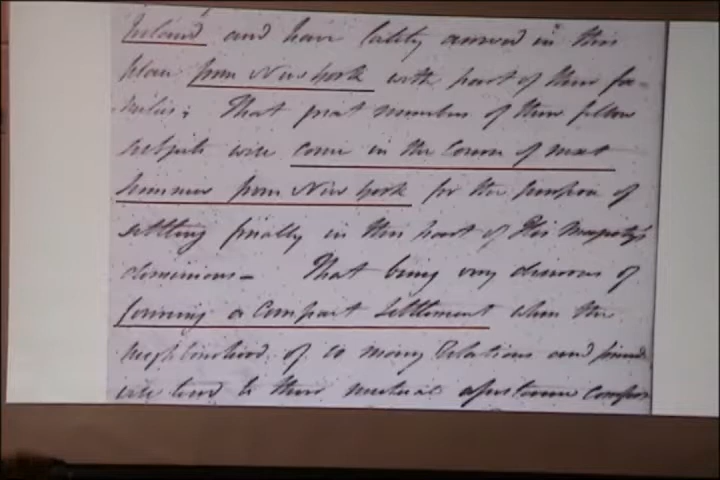 Ireland and have lately arrived in this
place from New York with part of their fa-
milies; That great numbers of their fellow
subjects will come in the Course of next
summer from New York for the purpose of
settling finally in this part of His Majesty's
dominions - That being very desirous of
forming a Compact Settlement when the
neighbourhood of so many Relations and friends
will tend to their mutual assistance comfort